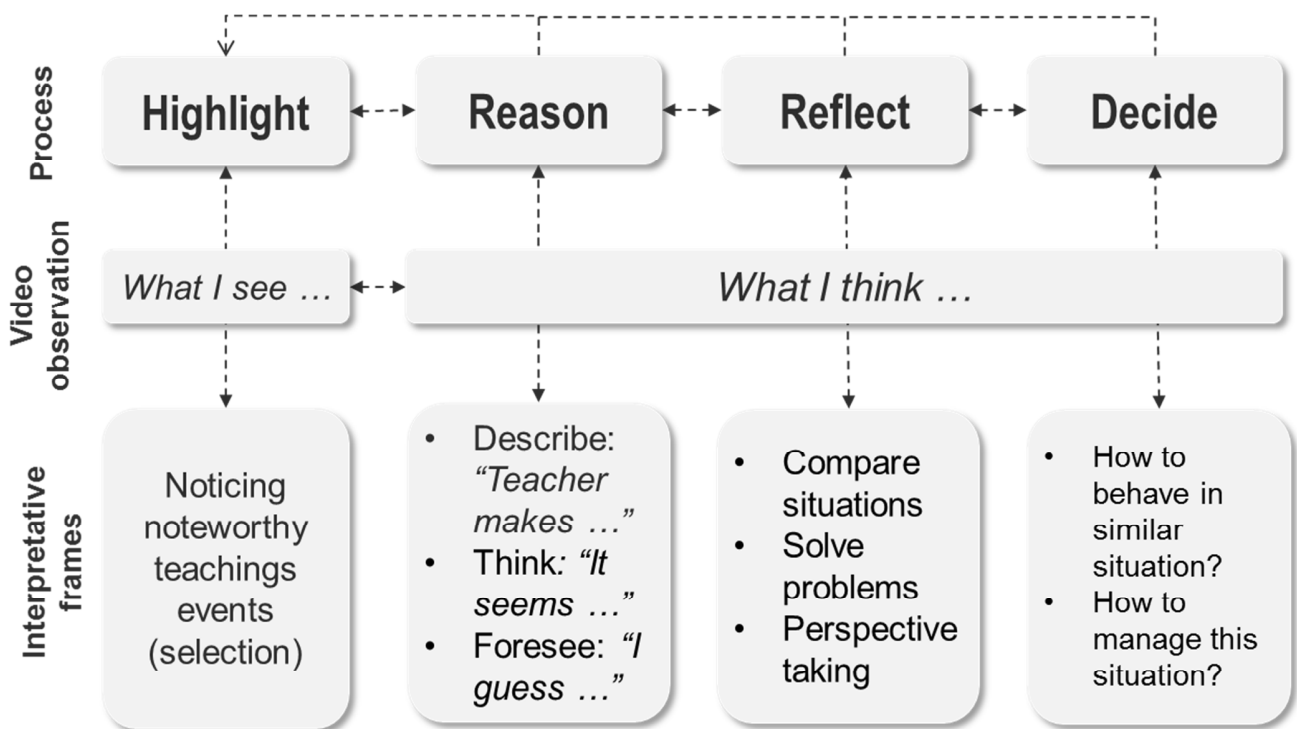 Process
Highlight
Reason
Reflect
Decide
Video
observation
What I see …
What I think …
Interpretative
frames
Noticing
noteworthy
teachings
events
(selection)
• Describe:
“Teacher
makes …”
• Think: “It
seems …”
• Foresee: “I
guess …”
• Compare
situations
• Solve
problems
• Perspective
taking
• How to
behave in
similar
situation?
• How to
manage this
situation?